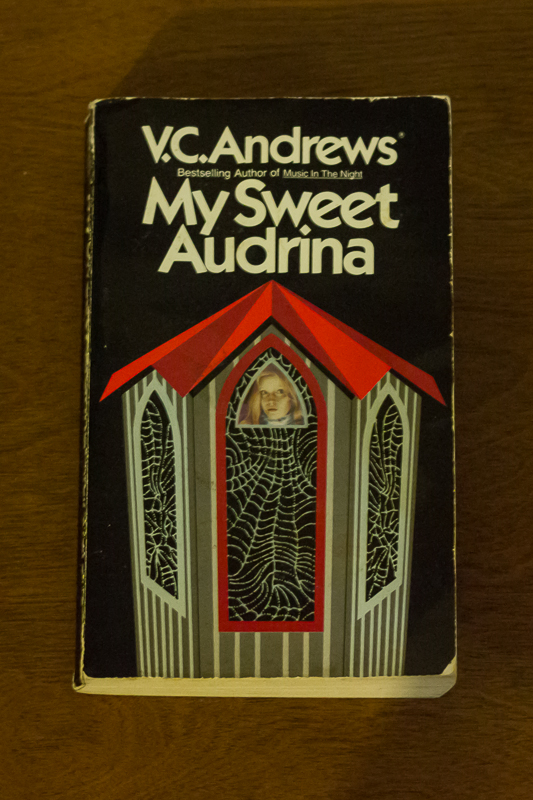 V.C. Andrews®
Bestselling Author of Music In The Night
My Sweet
Audrina